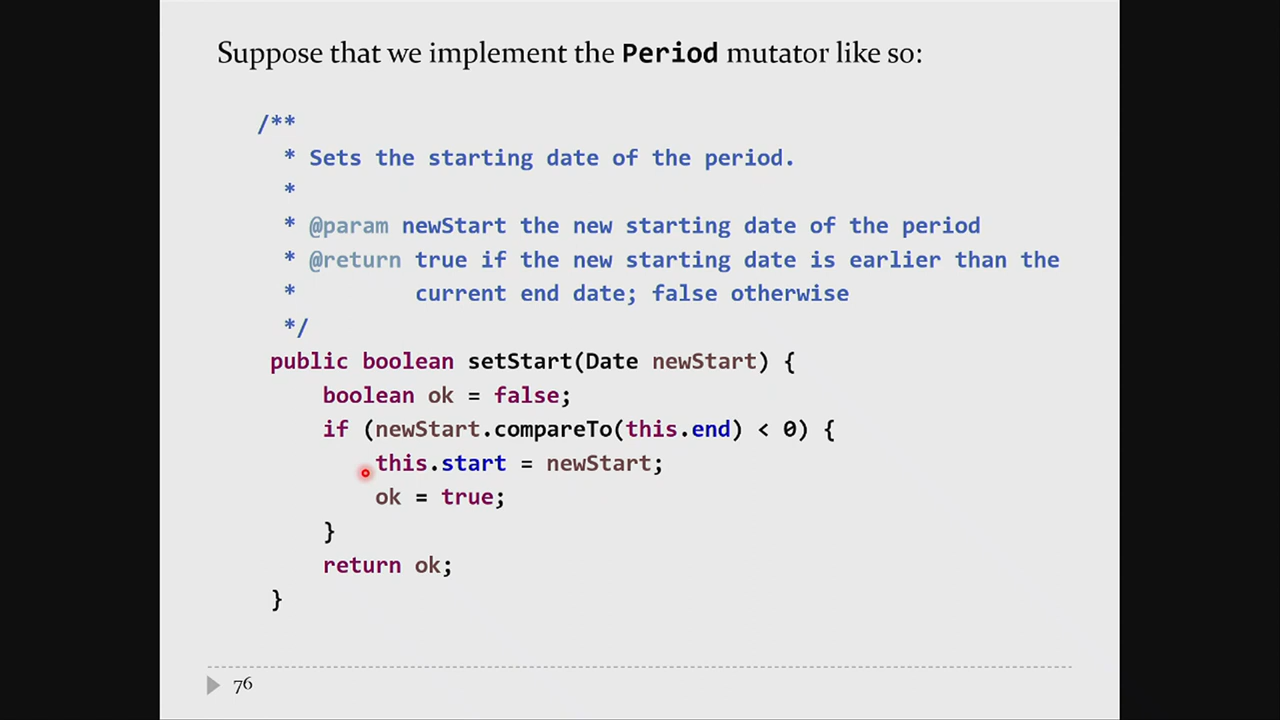 Suppose that we implement the Period mutator like so:
/**
* Sets the starting date of the period.
*
* @param newStart the new starting date of the period
* @return true if the new starting date is earlier than the
* current end date; false otherwise
*/
public boolean setStart(Date newStart) {
boolean ok = false;
if (newStart.compareTo(this.end) < 0) {
this.start = newStart;
ok = true;
}
return ok;
}
76